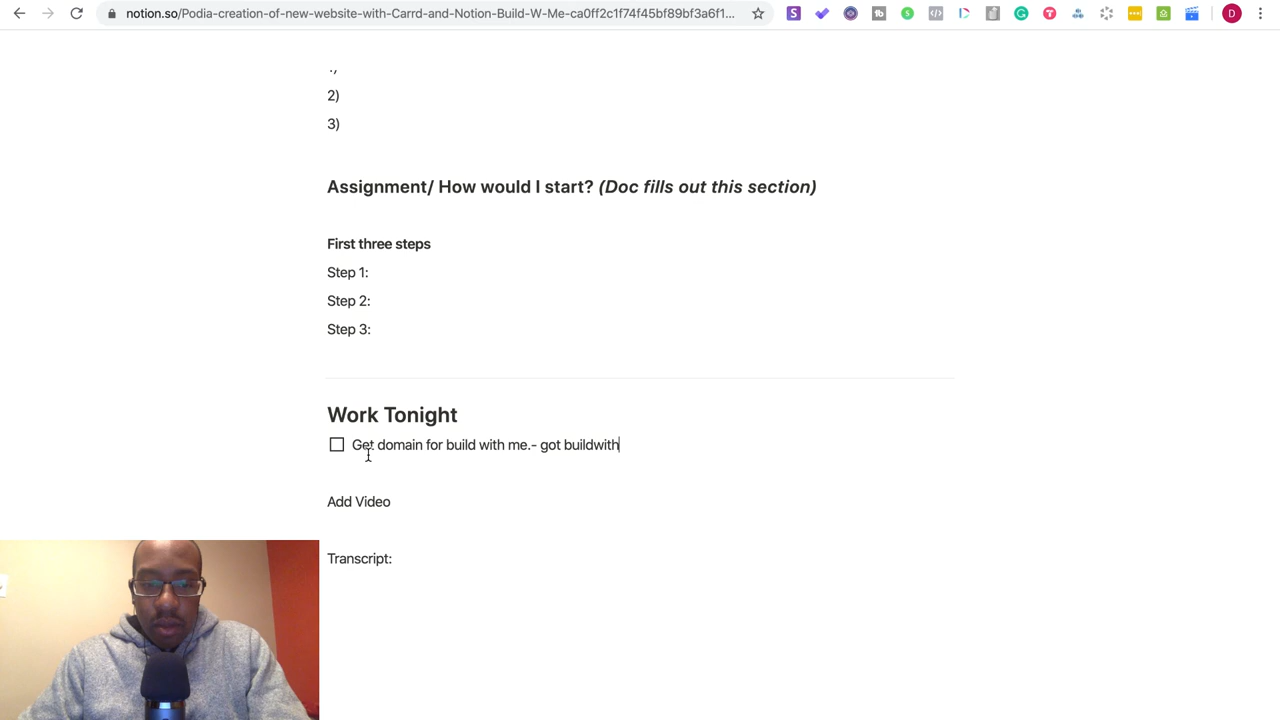 notion.so/Podia-creation-of-new-website-with-Carrd-and-Notion-Build-W-Me-ca0ff2c1f74f45bf89bf3a6f1...
D
2)
3)
Assignment/ How would I start? (Doc fills out this section)
First three steps
Step 1:
Step 2:
Step 3:
Work Tonight
Get domain for build with me.- got buildwith
Add Video
Transcript: